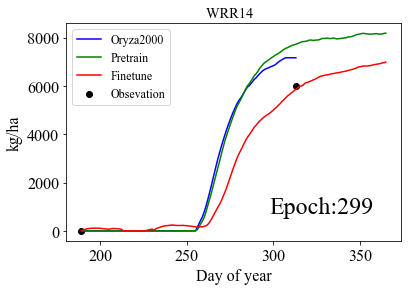 WRR14
8000
6000
4000
2000
0
kg/ha
Oryza2000
Pretrain
Finetune
Obsevation
Epoch:299
200 250 300 350
Day of year